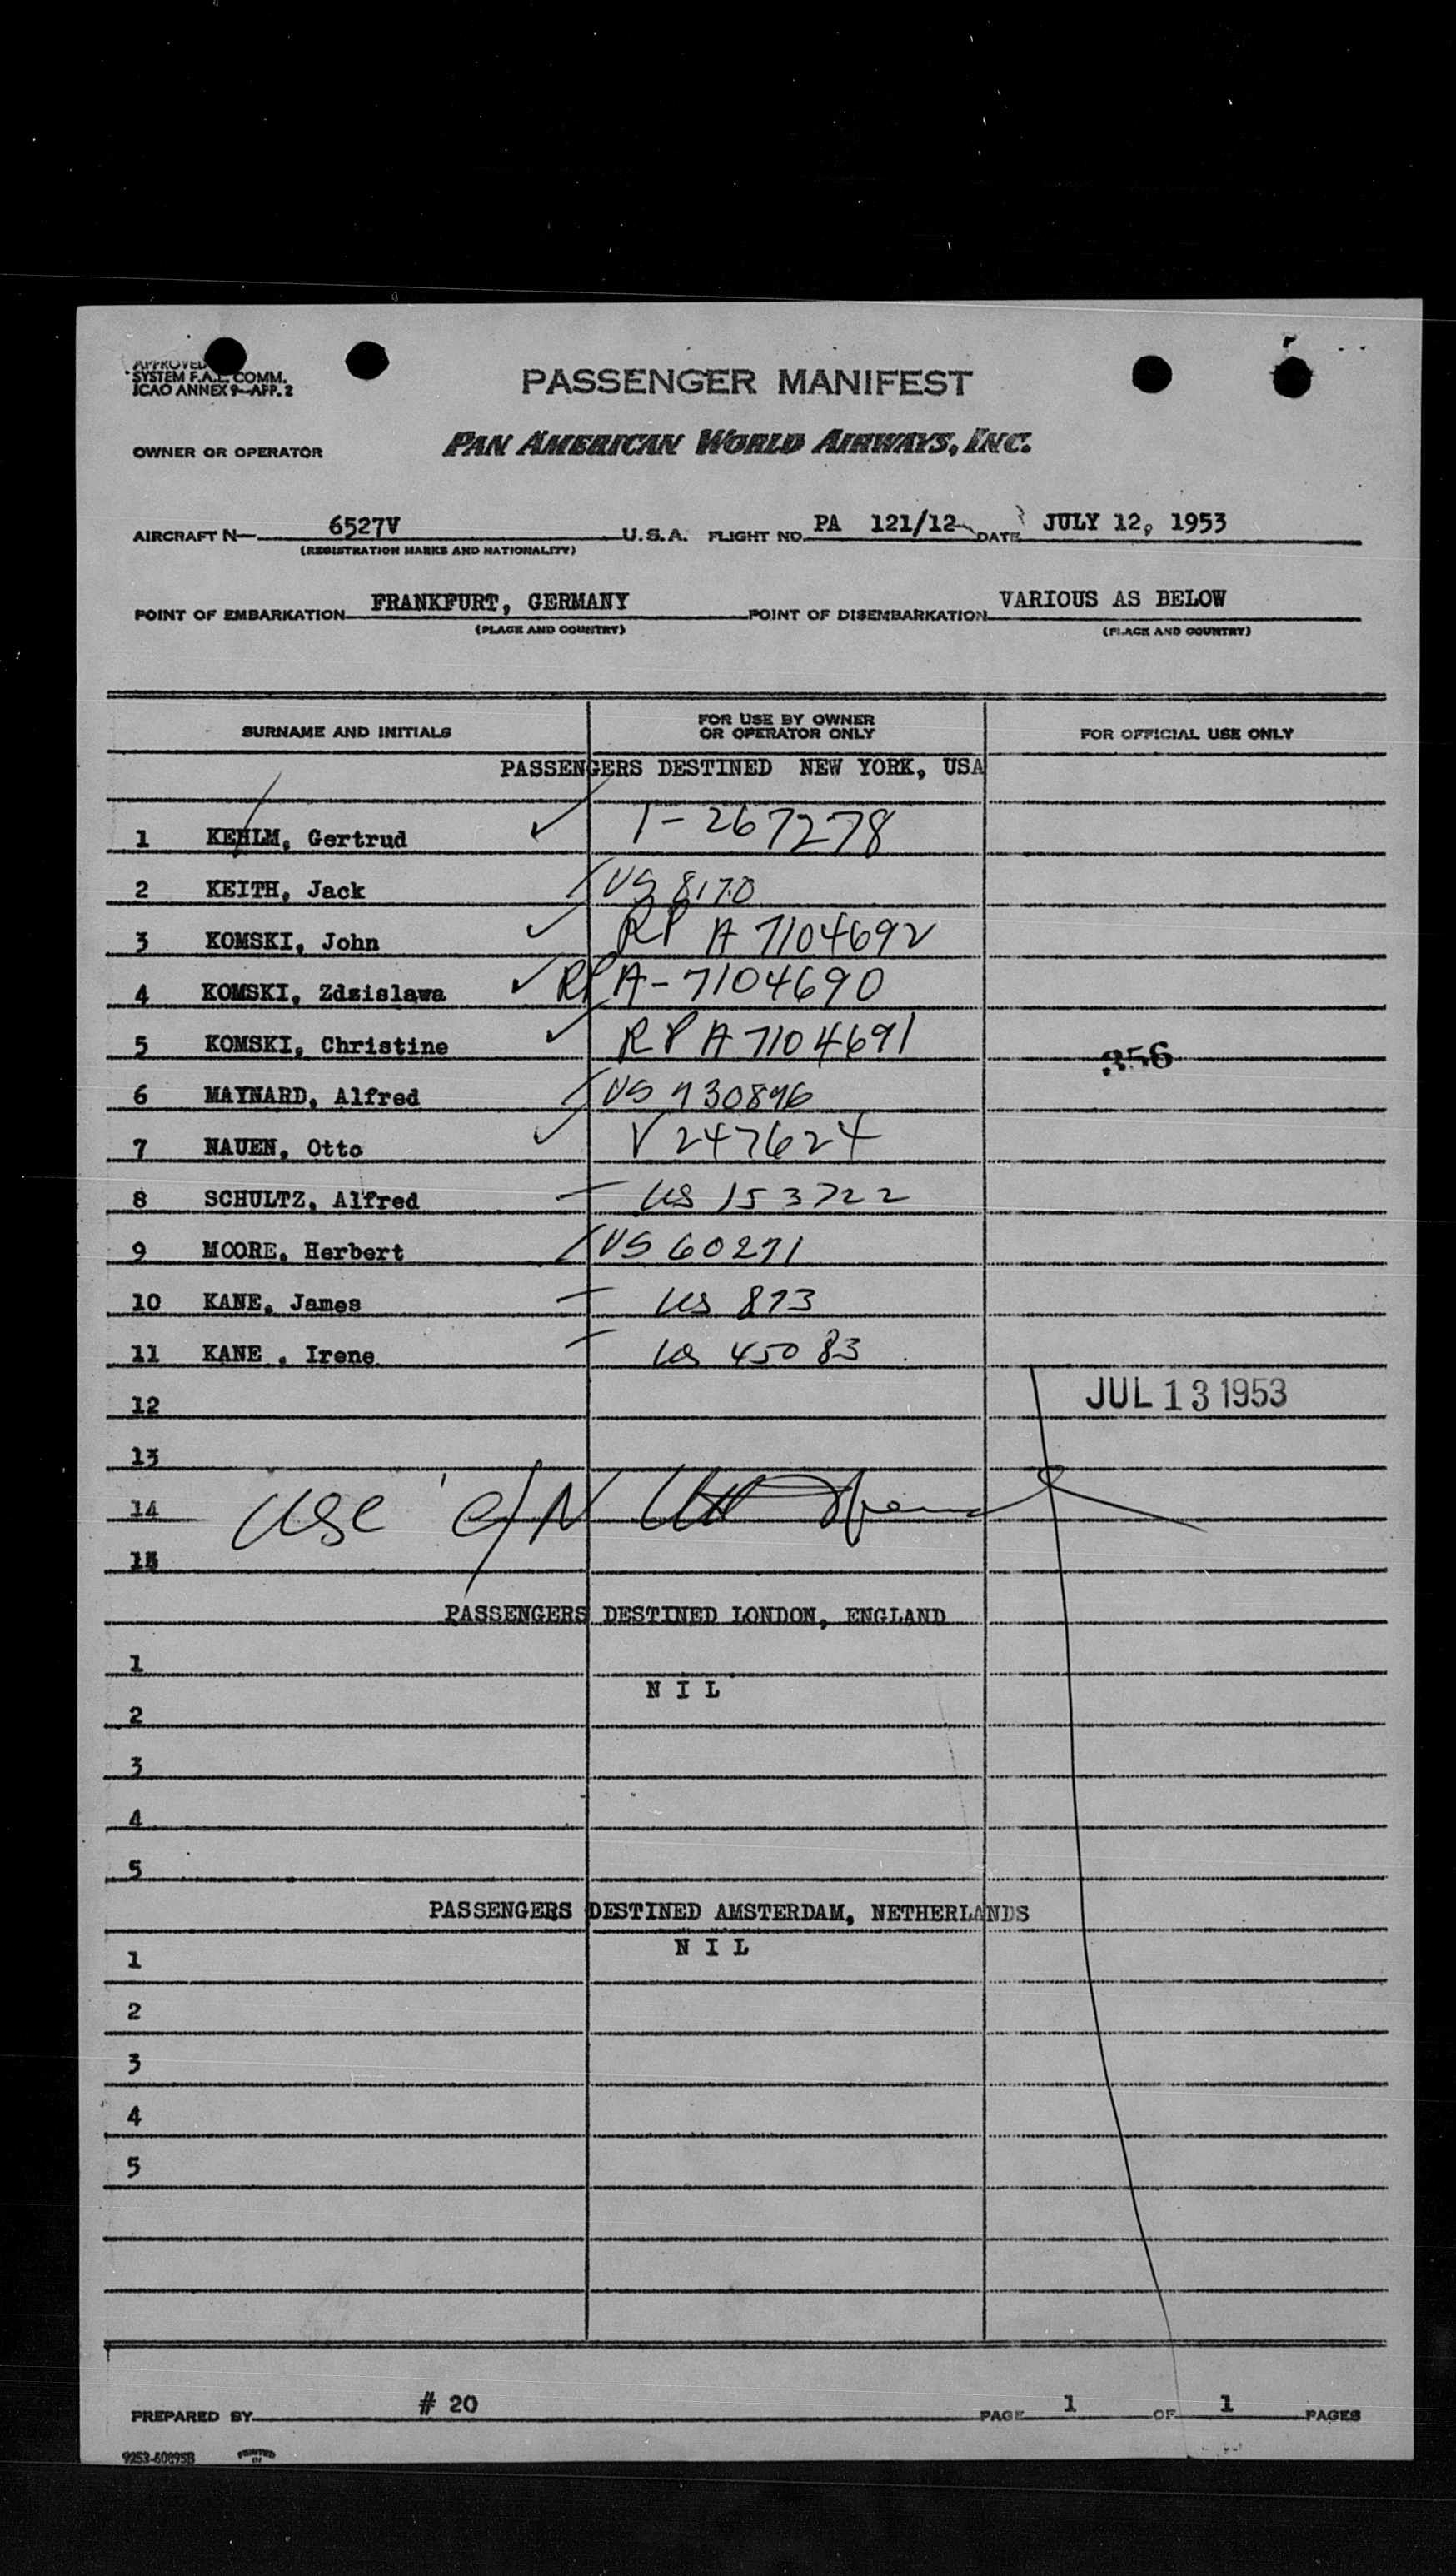 APPROVED
SYSTEM F.A.L. COMM.
ICAO ANNEX 9—APP. 2
PASSENGER MANIFEST
OWNER OR OPERATOR PAN AMERICAN WORLD AIRWAYS, INC.
AIRCRAFT N— 6527V U.S.A. FLIGHT NO. PA 121/12 DATE JULY 12, 1953
(REGISTRATION MARKS AND NATIONALITY)
POINT OF EMBARKATION FRANKFURT, GERMANY POINT OF DISEMBARKATION VARIOUS AS BELOW
(PLACE AND COUNTRY) (PLACE AND COUNTRY)
SURNAME AND INITIALS FOR USE BY OWNER OR OPERATOR ONLY FOR OFFICIAL USE ONLY
PASSENGERS DESTINED NEW YORK, USA
1 KEHLM, Gertrud T-267278
2 KEITH, Jack US 8170
3 KOMSKI, John RP A 7104692
4 KOMSKI, Zdzislawa RP A-7104690
5 KOMSKI, Christine RP A 7104691
356
6 MAYNARD, Alfred US 930896
7 NAUEN, Otto V 247624
8 SCHULTZ, Alfred US 153722
9 MOORE, Herbert US 60271
10 KANE, James US 873
11 KANE , Irene US 45083
12 JUL 13 1953
13
14 USC
15
PASSENGERS DESTINED LONDON, ENGLAND
1
N I L
2
3
4
5
PASSENGERS DESTINED AMSTERDAM, NETHERLANDS
N I L
1
2
3
4
5
PREPARED BY # 20 PAGE 1 OF 1 PAGES
9253-60895B PRINTED IN